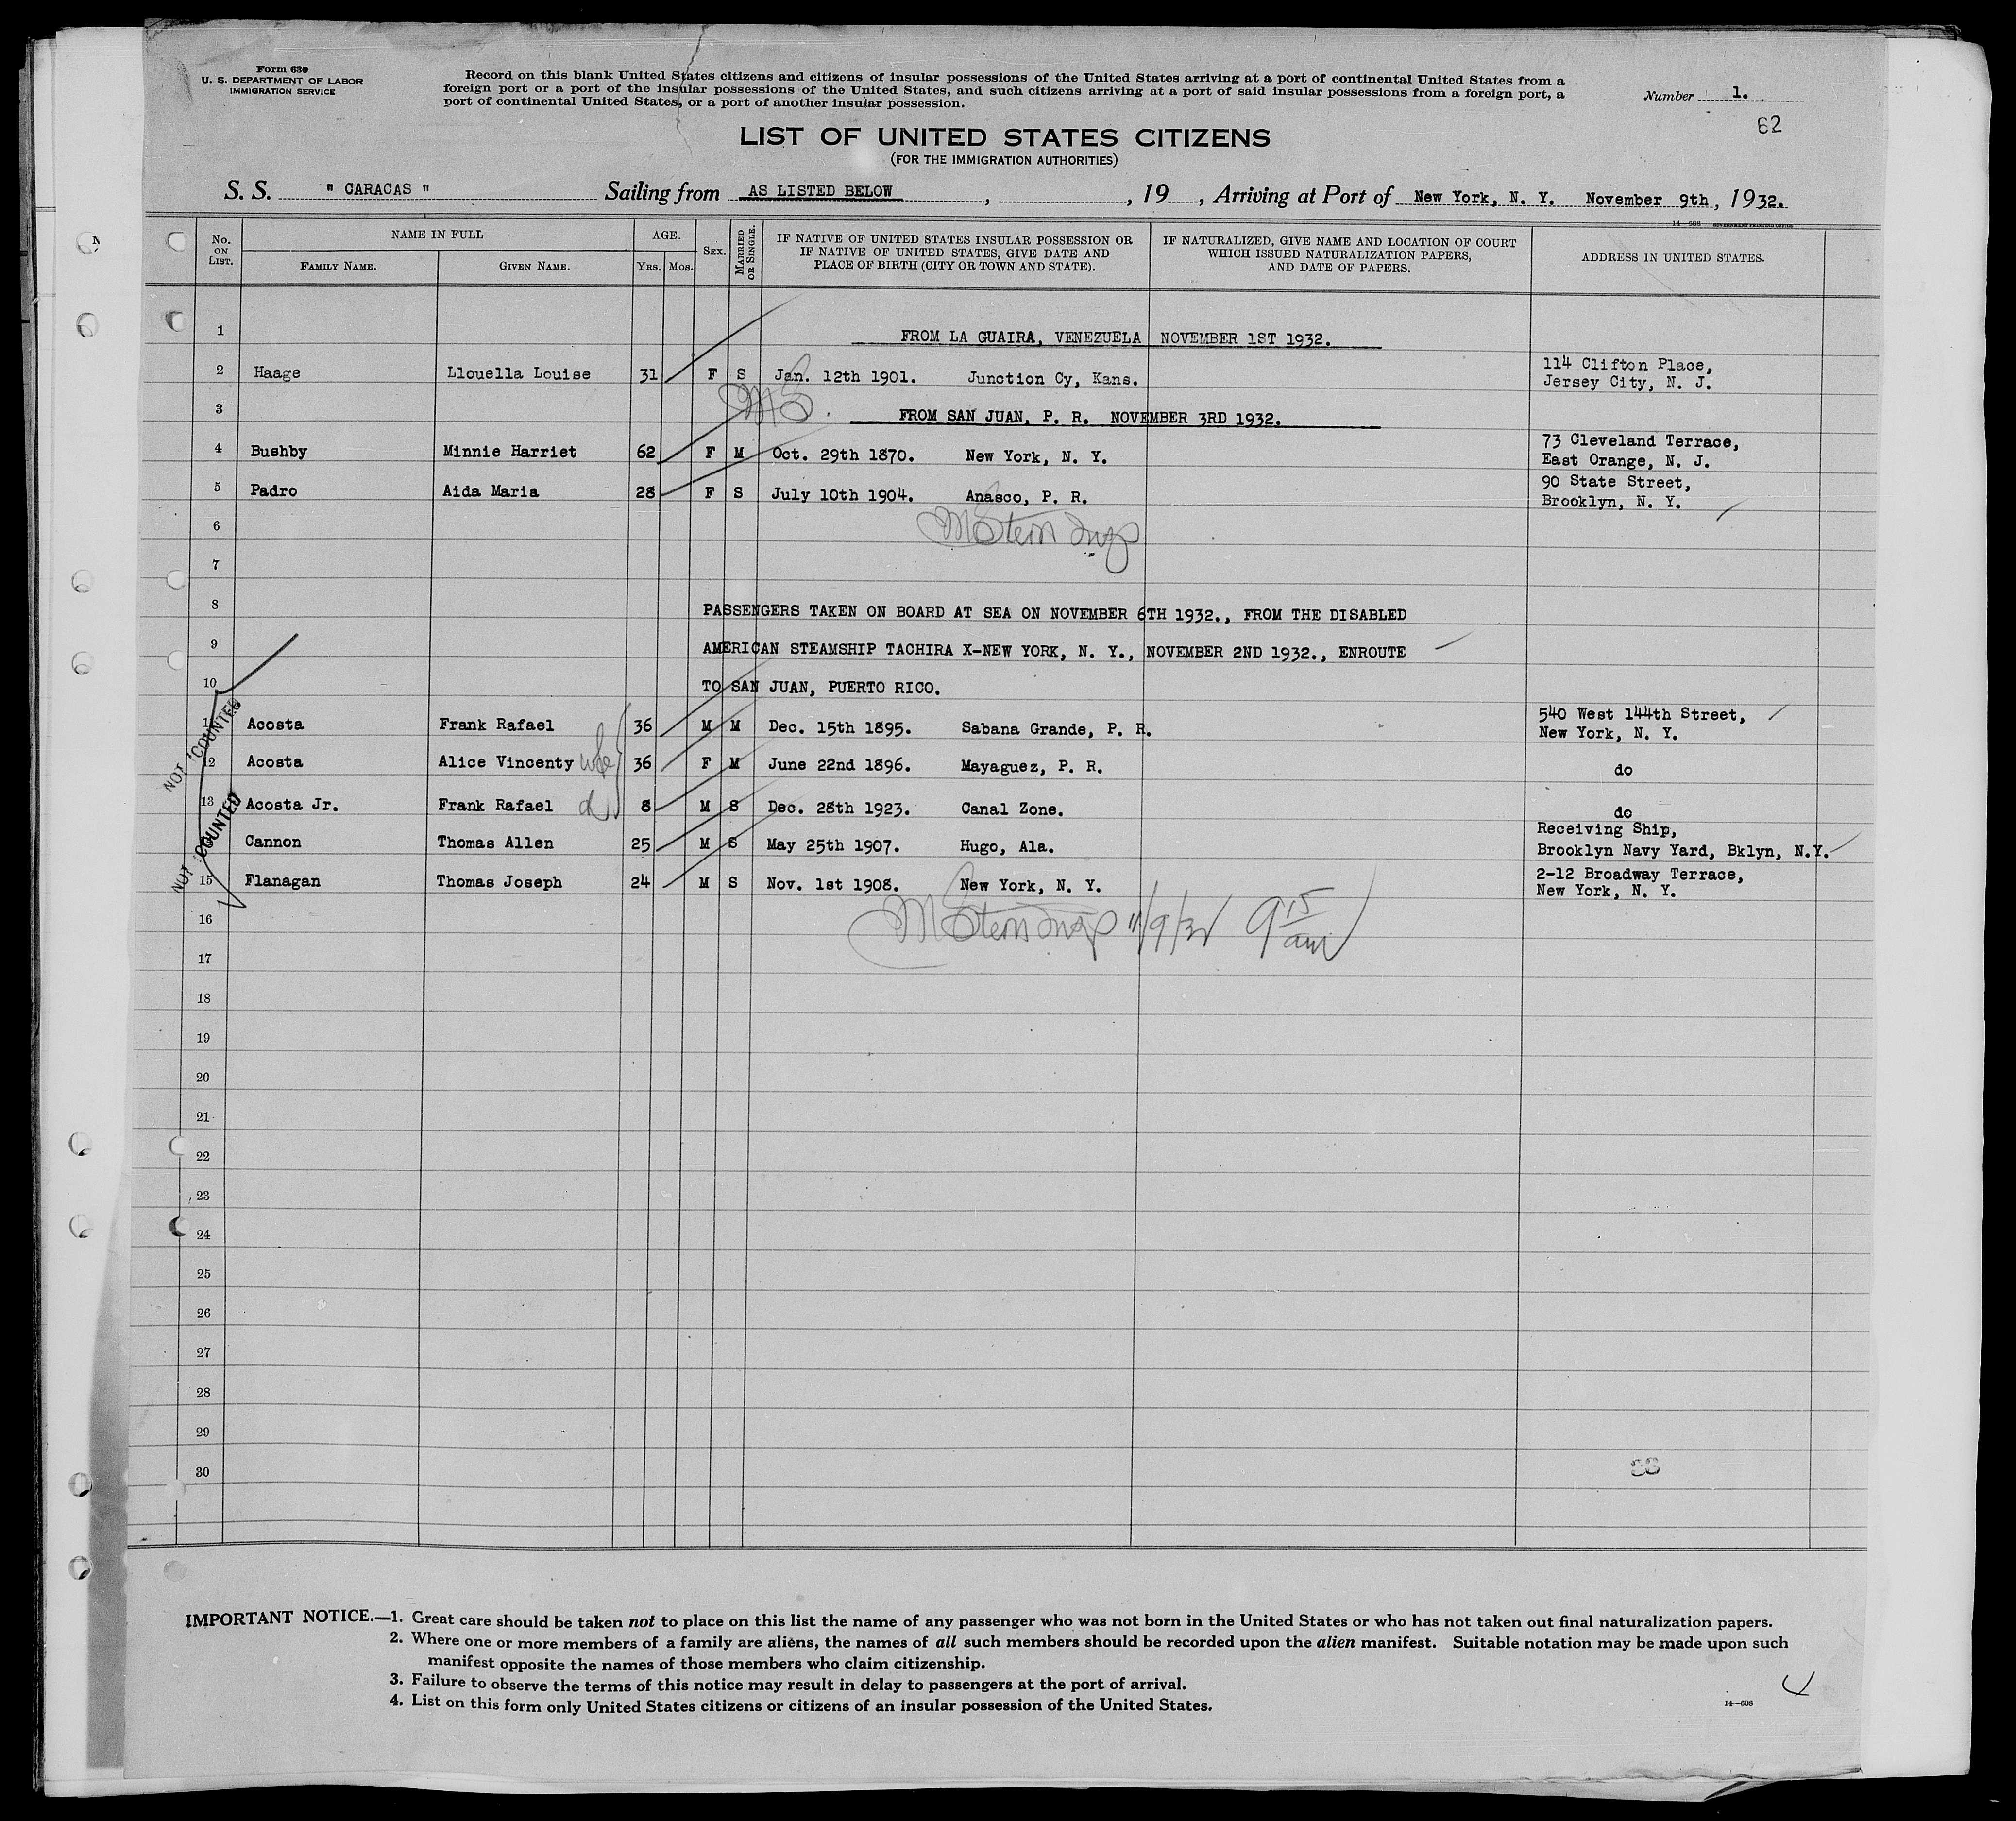 Form 630
U. S. DEPARTMENT OF LABOR
IMMIGRATION SERVICE
Record on this blank United States citizens and citizens of insular possessions of the United States arriving at a port of continental United States from a
foreign port or a port of the insular possessions of the United States, and such citizens arriving at a port of said insular possessions from a foreign port, a
port of continental United States, or a port of another insular possession.
Number 1.
62
LIST OF UNITED STATES CITIZENS
(FOR THE IMMIGRATION AUTHORITIES)
S. S. " CARACAS " Sailing from AS LISTED BELOW , , 19 , Arriving at Port of New York, N. Y. November 9th, 1932.
No. ON LIST. NAME IN FULL FAMILY NAME. GIVEN NAME. AGE. YRS. MOS. SEX. MARRIED OR SINGLE. IF NATIVE OF UNITED STATES INSULAR POSSESSION OR IF NATIVE OF UNITED STATES, GIVE DATE AND PLACE OF BIRTH (CITY OR TOWN AND STATE). IF NATURALIZED, GIVE NAME AND LOCATION OF COURT WHICH ISSUED NATURALIZATION PAPERS, AND DATE OF PAPERS. ADDRESS IN UNITED STATES.
1 FROM LA GUAIRA, VENEZUELA NOVEMBER 1ST 1932.
2 Haage Llouella Louise 31 F S Jan. 12th 1901. Junction Cy, Kans. 114 Clifton Place, Jersey City, N. J.
3 FROM SAN JUAN, P. R. NOVEMBER 3RD 1932.
4 Bushby Minnie Harriet 62 F M Oct. 29th 1870. New York, N. Y. 73 Cleveland Terrace, East Orange, N. J.
5 Padro Aida Maria 28 F S July 10th 1904. Anasco, P. R. 90 State Street, Brooklyn, N. Y.
6 MStern Insp
7
8 PASSENGERS TAKEN ON BOARD AT SEA ON NOVEMBER 6TH 1932., FROM THE DISABLED
9 AMERICAN STEAMSHIP TACHIRA X-NEW YORK, N. Y., NOVEMBER 2ND 1932., ENROUTE
10 TO SAN JUAN, PUERTO RICO.
NOT COUNTED
11 Acosta Frank Rafael 36 M M Dec. 15th 1895. Sabana Grande, P. R. 540 West 144th Street, New York, N. Y.
12 Acosta Alice Vincenty wife 36 F M June 22nd 1896. Mayaguez, P. R. do
13 Acosta Jr. Frank Rafael 8 M S Dec. 28th 1923. Canal Zone. do
NOT COUNTED
Cannon Thomas Allen 25 M S May 25th 1907. Hugo, Ala. Receiving Ship, Brooklyn Navy Yard, Bklyn, N.Y.
15 Flanagan Thomas Joseph 24 M S Nov. 1st 1908. New York, N. Y. 2-12 Broadway Terrace, New York, N. Y.
16 MStern Insp 11/9/32 9 15 am
17
18
19
20
21
22
23
24
25
26
27
28
29
30
IMPORTANT NOTICE.—1. Great care should be taken not to place on this list the name of any passenger who was not born in the United States or who has not taken out final naturalization papers.
2. Where one or more members of a family are aliens, the names of all such members should be recorded upon the alien manifest. Suitable notation may be made upon such
manifest opposite the names of those members who claim citizenship.
3. Failure to observe the terms of this notice may result in delay to passengers at the port of arrival.
4. List on this form only United States citizens or citizens of an insular possession of the United States.
14—608